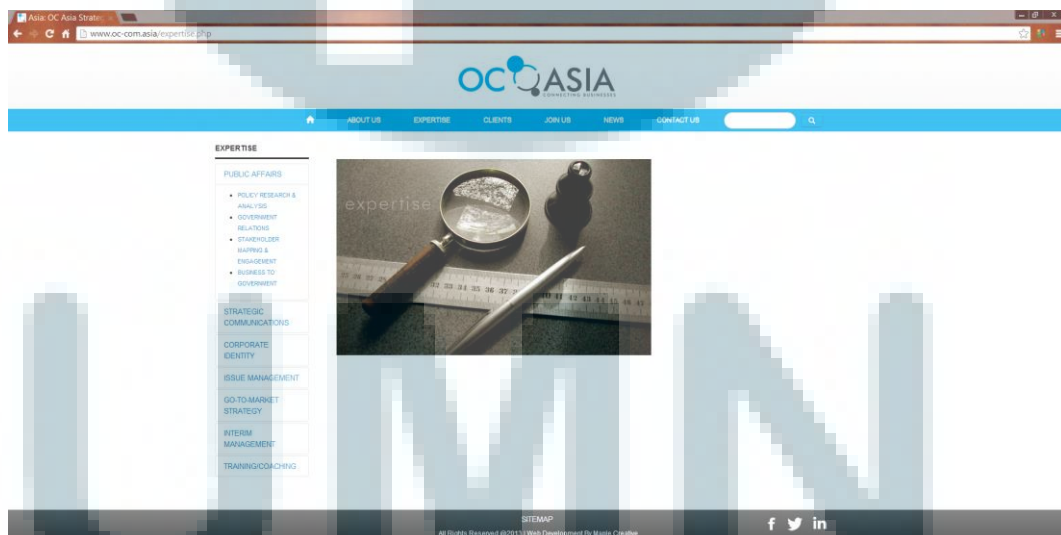 Asia: OC Asia Strateg
www.oc-com.asia/expertise.php
OC ASIA
CONNECTING BUSINESSES
ABOUT US EXPERTISE CLIENTS JOIN US NEWS CONTACT US
EXPERTISE
PUBLIC AFFAIRS
POLICY RESEARCH &
ANALYSIS
GOVERNMENT
RELATIONS
STAKEHOLDER
MAPPING &
ENGAGEMENT
BUSINESS TO
GOVERNMENT
STRATEGIC
COMMUNICATIONS
CORPORATE
IDENTITY
ISSUE MANAGEMENT
GO-TO-MARKET
STRATEGY
INTERIM
MANAGEMENT
TRAINING/COACHING
expertise
SITEMAP
All Rights Reserved @2013 | Web Development By Maple Creative
UMN